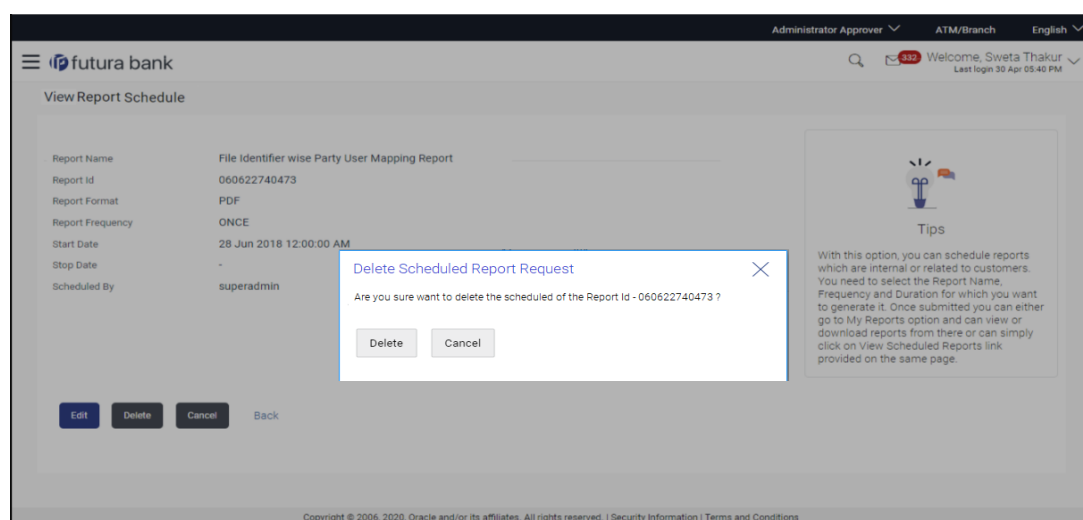 Administrator Approver ATM/Branch English
futura bank 332 Welcome, Sweta Thakur
Last login 30 Apr 05:40 PM
View Report Schedule
Report Name File Identifier wise Party User Mapping Report
Report Id 060622740473
Report Format PDF
Report Frequency ONCE
Start Date 28 Jun 2018 12:00:00 AM
Stop Date -
Scheduled By superadmin
Delete Scheduled Report Request
Are you sure want to delete the scheduled of the Report Id - 060622740473 ?
Delete Cancel
Edit Delete Cancel Back
Tips
With this option, you can schedule reports
which are internal or related to customers.
You need to select the Report Name,
Frequency and Duration for which you want
to generate it. Once submitted you can either
go to My Reports option and can view or
download reports from there or can simply
click on View Scheduled Reports link
provided on the same page.
Copyright © 2006, 2020, Oracle and/or its affiliates. All rights reserved. | Security Information | Terms and Conditions